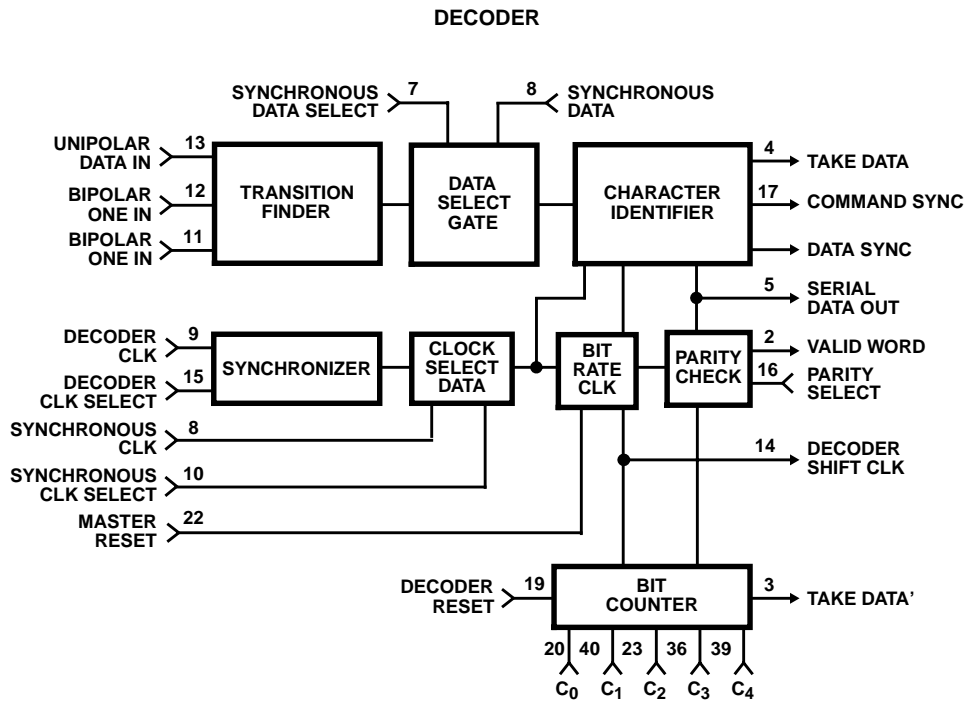 DECODER
7
SYNCHRONOUS
DATA SELECT
8
SYNCHRONOUS
DATA
UNIPOLAR
DATA IN
13
BIPOLAR
ONE IN
12
BIPOLAR
ONE IN
11
TRANSITION
FINDER
DATA
SELECT
GATE
CHARACTER
IDENTIFIER
4
TAKE DATA
17
COMMAND SYNC
DATA SYNC
5
SERIAL
DATA OUT
DECODER
CLK
9
DECODER
CLK SELECT
15
SYNCHRONIZER
CLOCK
SELECT
DATA
BIT
RATE
CLK
PARITY
CHECK
2
VALID WORD
16
PARITY
SELECT
SYNCHRONOUS
CLK
8
SYNCHRONOUS
CLK SELECT
10
MASTER
RESET
22
14
DECODER
SHIFT CLK
DECODER
RESET
19
BIT
COUNTER
3
TAKE DATA’
20 40 23 36 39
C0 C1 C2 C3 C4